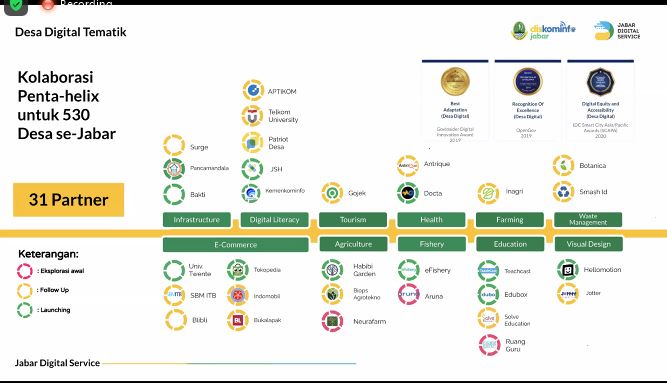 Recording
Desa Digital Tematik
diskominfo
jabar
JABAR
DIGITAL
SERVICE
Kolaborasi
Penta-helix
untuk 530
Desa se-Jabar
31 Partner
Best
Adaptation
(Desa Digital)
Govinsider Digital
Innovation Award
2019
Recognition Of
Excellence
(Desa Digital)
OpenGov
2019
Digital Equity and
Accessibility
(Desa Digital)
IDC Smart City Asia/Pacific
Awards (SCAPA)
2020
APTIKOM
Telkom
University
Patriot
Desa
JSH
Kemenkominfo
Surge
Pancamandala
Bakti
Gojek
Antrique
Docta
Inagri
Botanica
Smash Id
Infrastructure
Digital Literacy
Tourism
Health
Farming
Waste
Management
E-Commerce
Agriculture
Fishery
Education
Visual Design
Keterangan:
: Eksplorasi awal
: Follow Up
: Launching
Univ.
Twente
SBM ITB
Blibli
Tokopedia
Indomobil
Bukalapak
Habibi
Garden
Biops
Agrotekno
Neurafarm
eFishery
Aruna
Teachcast
Edubox
Solve
Education
Ruang
Guru
Hellomotion
Jotter
Jabar Digital Service